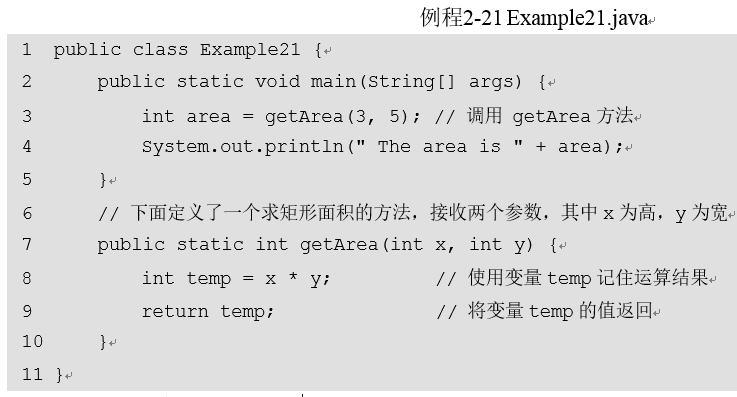 例程2-21 Example21.java
1 public class Example21 {
2     public static void main(String[] args) {
3         int area = getArea(3, 5); // 调用 getArea 方法
4         System.out.println(" The area is " + area);
5     }
6     // 下面定义了一个求矩形面积的方法，接收两个参数，其中 x 为高，y 为宽
7     public static int getArea(int x, int y) {
8         int temp = x * y;          // 使用变量 temp 记住运算结果
9         return temp;               // 将变量 temp 的值返回
10     }
11 }